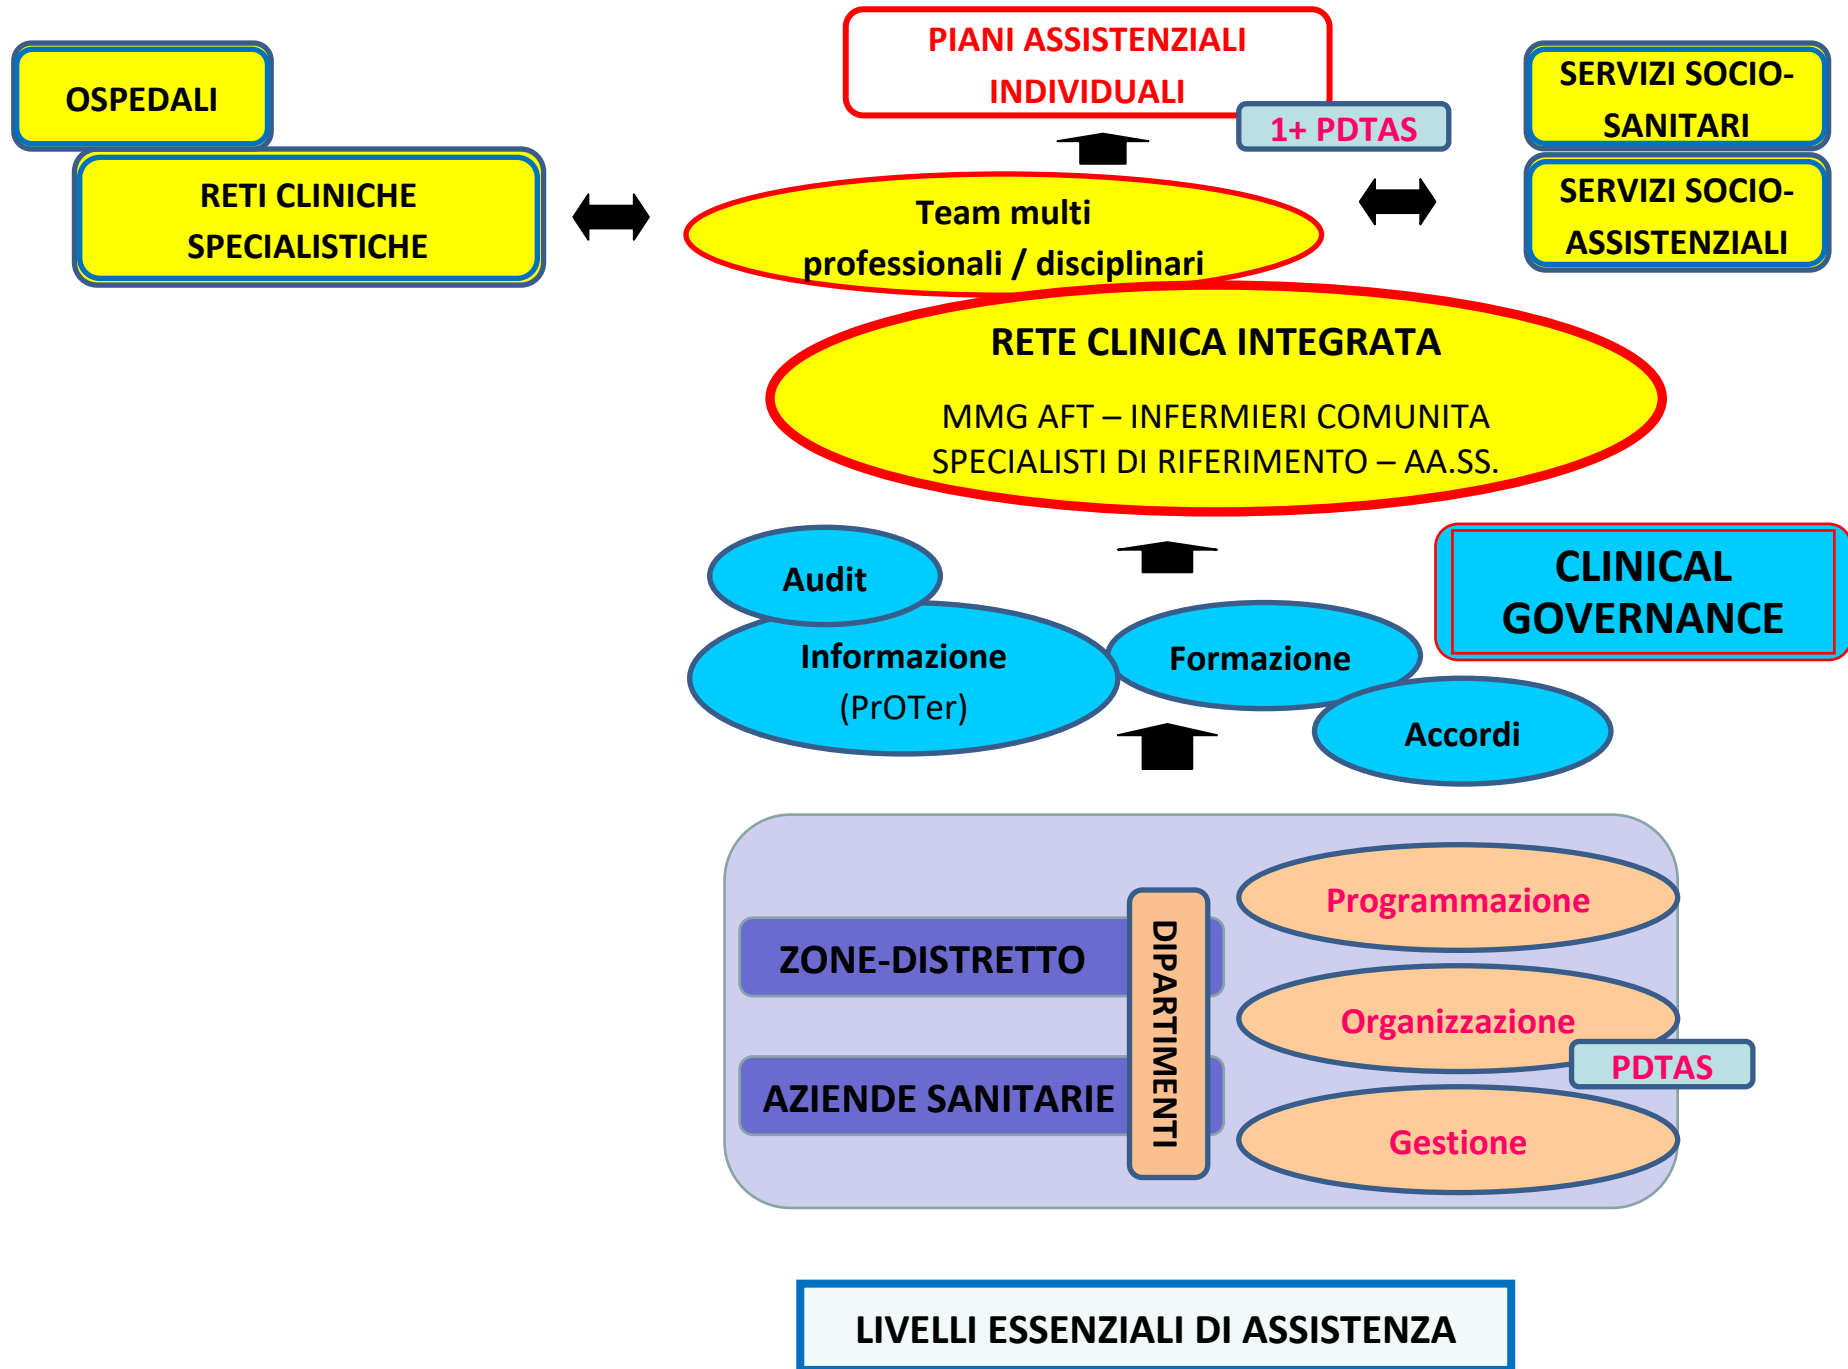 PIANI ASSISTENZIALI
INDIVIDUALI
1+ PDTAS
OSPEDALI
RETI CLINICHE
SPECIALISTICHE
SERVIZI SOCIO-
SANITARI
SERVIZI SOCIO-
ASSISTENZIALI
Team multi
professionali / disciplinari
RETE CLINICA INTEGRATA
MMG AFT – INFERMIERI COMUNITA
SPECIALISTI DI RIFERIMENTO – AA.SS.
CLINICAL
GOVERNANCE
Audit
Informazione
(PrOTer)
Formazione
Accordi
ZONE-DISTRETTO
AZIENDE SANITARIE
DIPARTIMENTI
Programmazione
Organizzazione
PDTAS
Gestione
LIVELLI ESSENZIALI DI ASSISTENZA